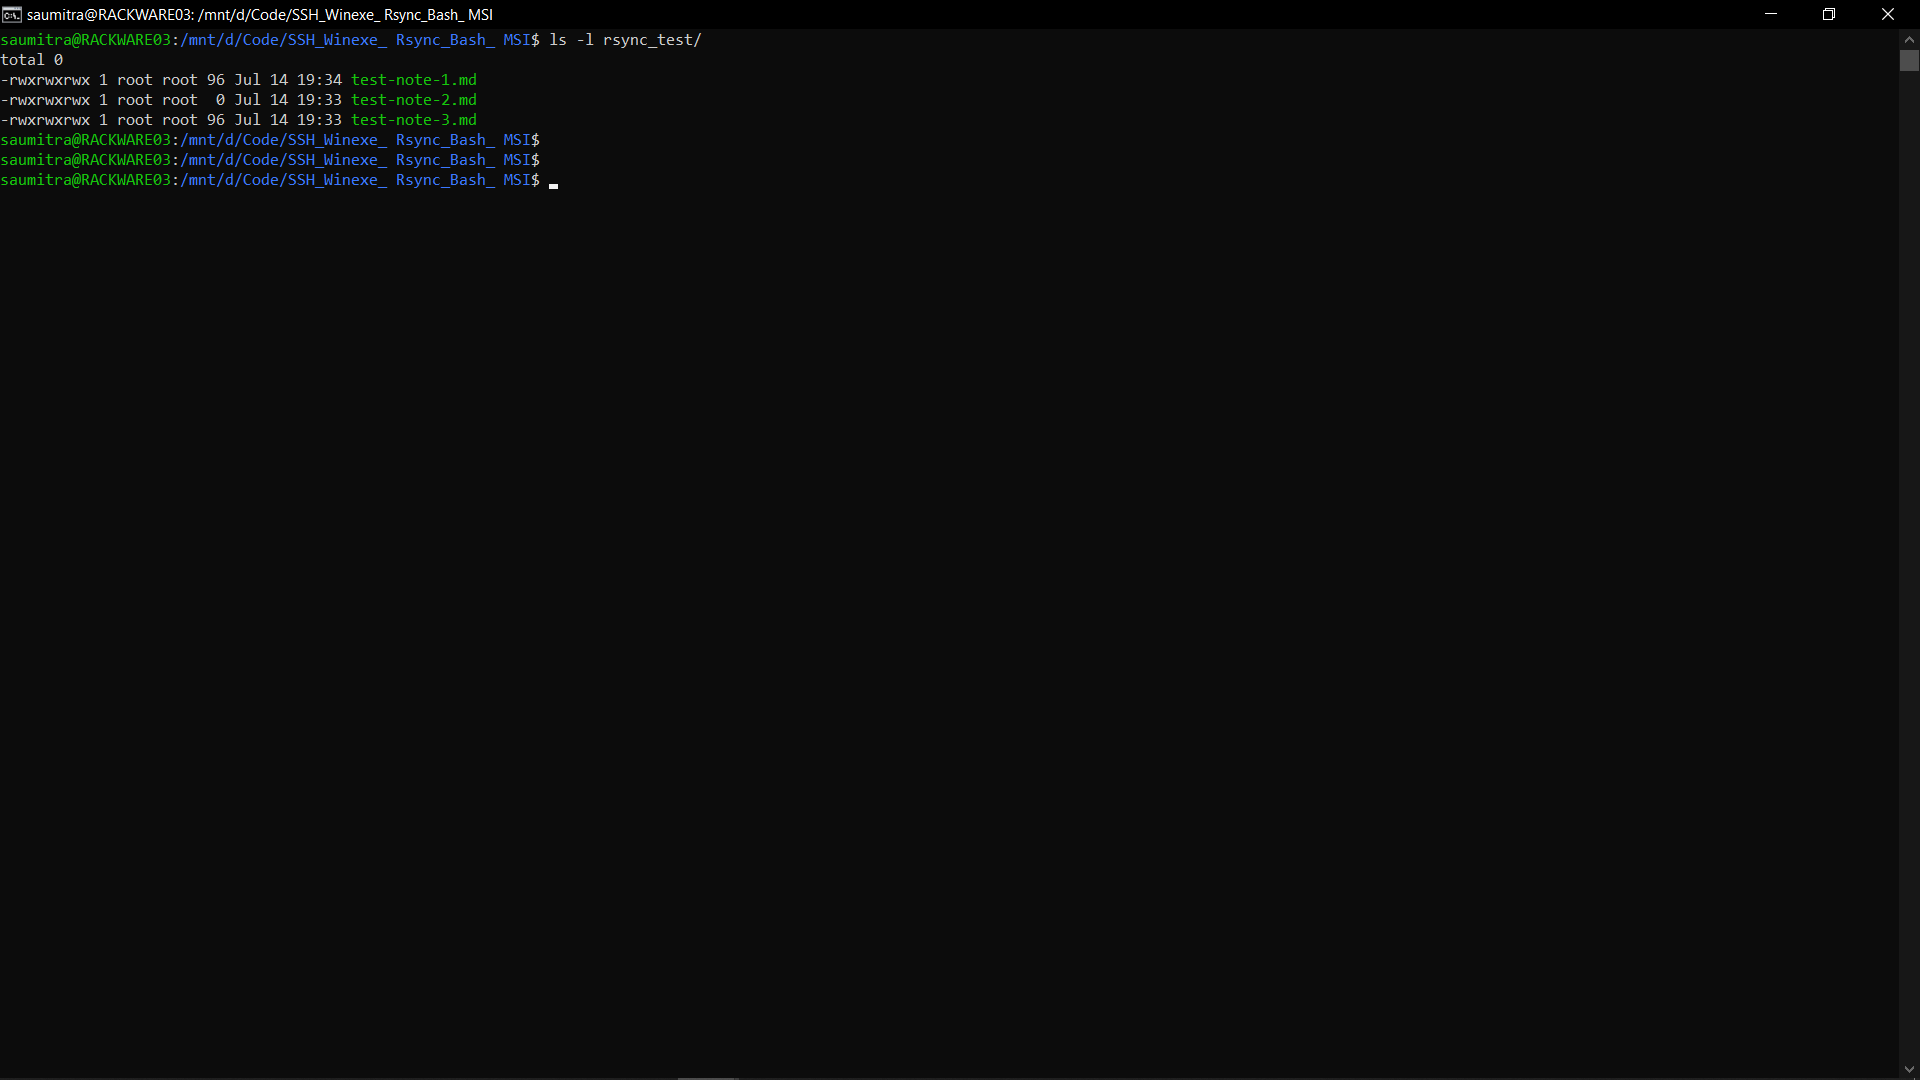 saumitra@RACKWARE03: /mnt/d/Code/SSH_Winexe_ Rsync_Bash_ MSI
saumitra@RACKWARE03:/mnt/d/Code/SSH_Winexe_ Rsync_Bash_ MSI$ ls -l rsync_test/
total 0
-rwxrwxrwx 1 root root 96 Jul 14 19:34 test-note-1.md
-rwxrwxrwx 1 root root  0 Jul 14 19:33 test-note-2.md
-rwxrwxrwx 1 root root 96 Jul 14 19:33 test-note-3.md
saumitra@RACKWARE03:/mnt/d/Code/SSH_Winexe_ Rsync_Bash_ MSI$
saumitra@RACKWARE03:/mnt/d/Code/SSH_Winexe_ Rsync_Bash_ MSI$
saumitra@RACKWARE03:/mnt/d/Code/SSH_Winexe_ Rsync_Bash_ MSI$